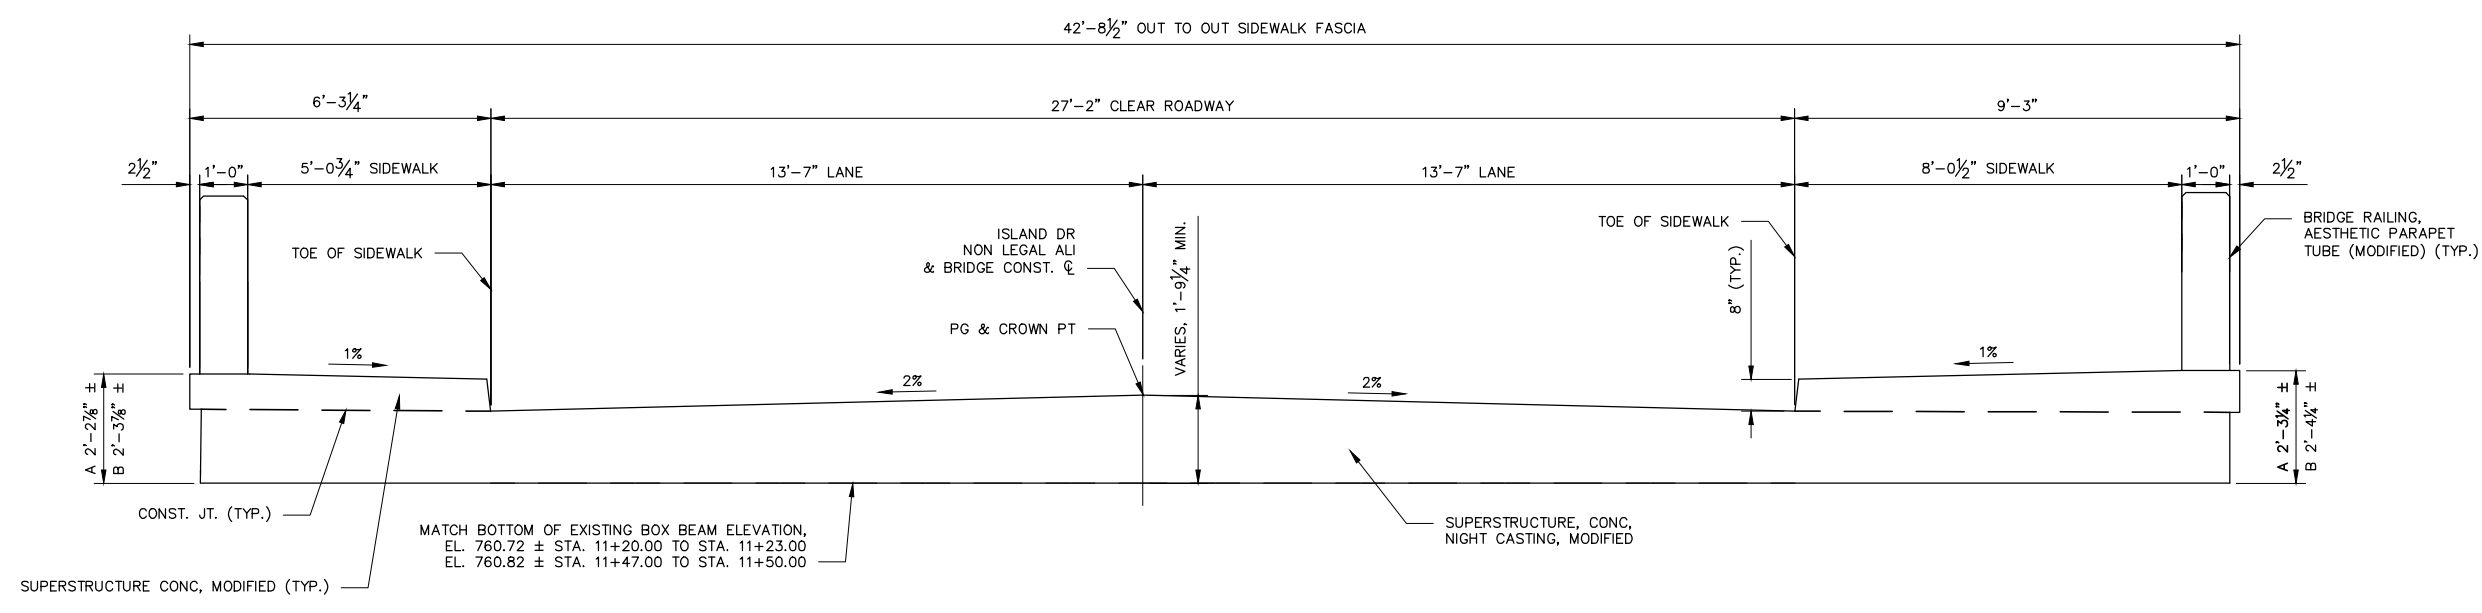 42'-8½" OUT TO OUT SIDEWALK FASCIA
6'-3¼"
27'-2" CLEAR ROADWAY
9'-3"
2½"
1'-0"
5'-0¾" SIDEWALK
13'-7" LANE
13'-7" LANE
8'-0½" SIDEWALK
1'-0"
2½"
TOE OF SIDEWALK
ISLAND DR
NON LEGAL ALI
& BRIDGE CONST. ℄
PG & CROWN PT
VARIES, 1'-9¼" MIN.
TOE OF SIDEWALK
8" (TYP.)
BRIDGE RAILING,
AESTHETIC PARAPET
TUBE (MODIFIED) (TYP.)
1%
2%
2%
1%
A 2'-2⅞" ±
B 2'-3⅞" ±
A 2'-3¼" ±
B 2'-4¼" ±
CONST. JT. (TYP.)
MATCH BOTTOM OF EXISTING BOX BEAM ELEVATION,
EL. 760.72 ± STA. 11+20.00 TO STA. 11+23.00
EL. 760.82 ± STA. 11+47.00 TO STA. 11+50.00
SUPERSTRUCTURE, CONC,
NIGHT CASTING, MODIFIED
SUPERSTRUCTURE CONC, MODIFIED (TYP.)